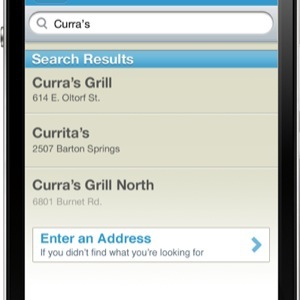 Curra's
Search Results
Curra's Grill
614 E. Oltorf St.
Currita's
2507 Barton Springs
Curra's Grill North
6801 Burnet Rd.
Enter an Address
If you didn't find what you're looking for